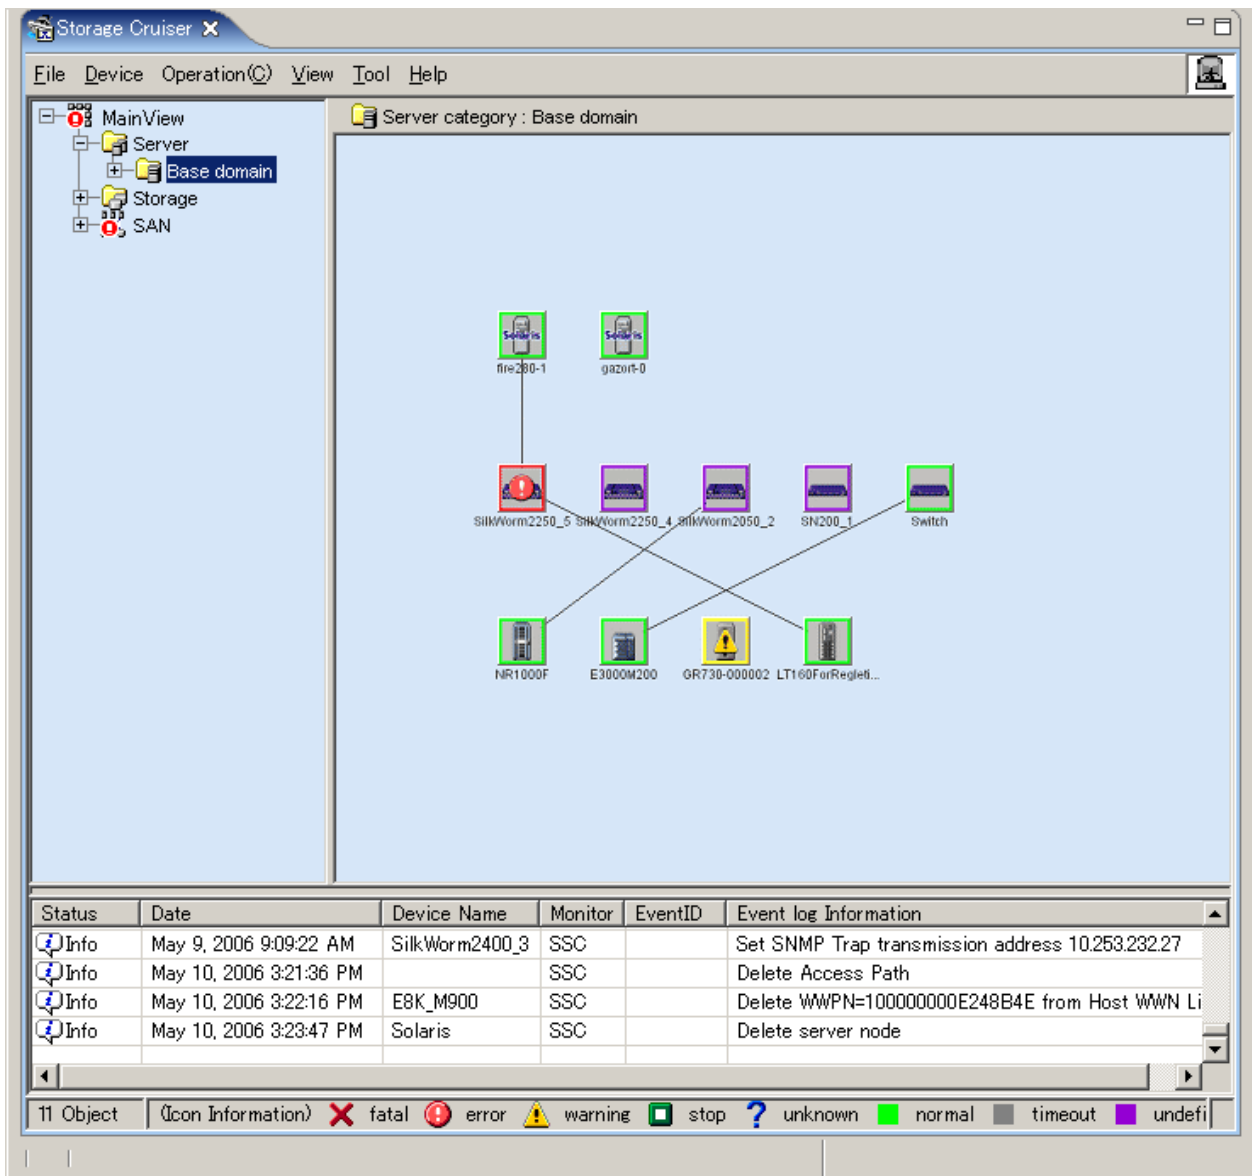 Storage Cruiser
File Device Operation(C) View Tool Help
MainView
Server
Base domain
Storage
SAN
Server category : Base domain
Solaris Solaris
fire280-1 gazort-0
SilkWorm2250_5 SilkWorm2250_4 SilkWorm2050_2 SN200_1 Switch
NR1000F E3000M200 GR730-000002 LT160ForRegleti...
Status Date Device Name Monitor EventID Event log Information
Info May 9, 2006 9:09:22 AM SilkWorm2400_3 SSC Set SNMP Trap transmission address 10.253.232.27
Info May 10, 2006 3:21:36 PM SSC Delete Access Path
Info May 10, 2006 3:22:16 PM E8K_M900 SSC Delete WWPN=100000000E248B4E from Host WWN Li
Info May 10, 2006 3:23:47 PM Solaris SSC Delete server node
11 Object (Icon Information) fatal error warning stop unknown normal timeout undefi